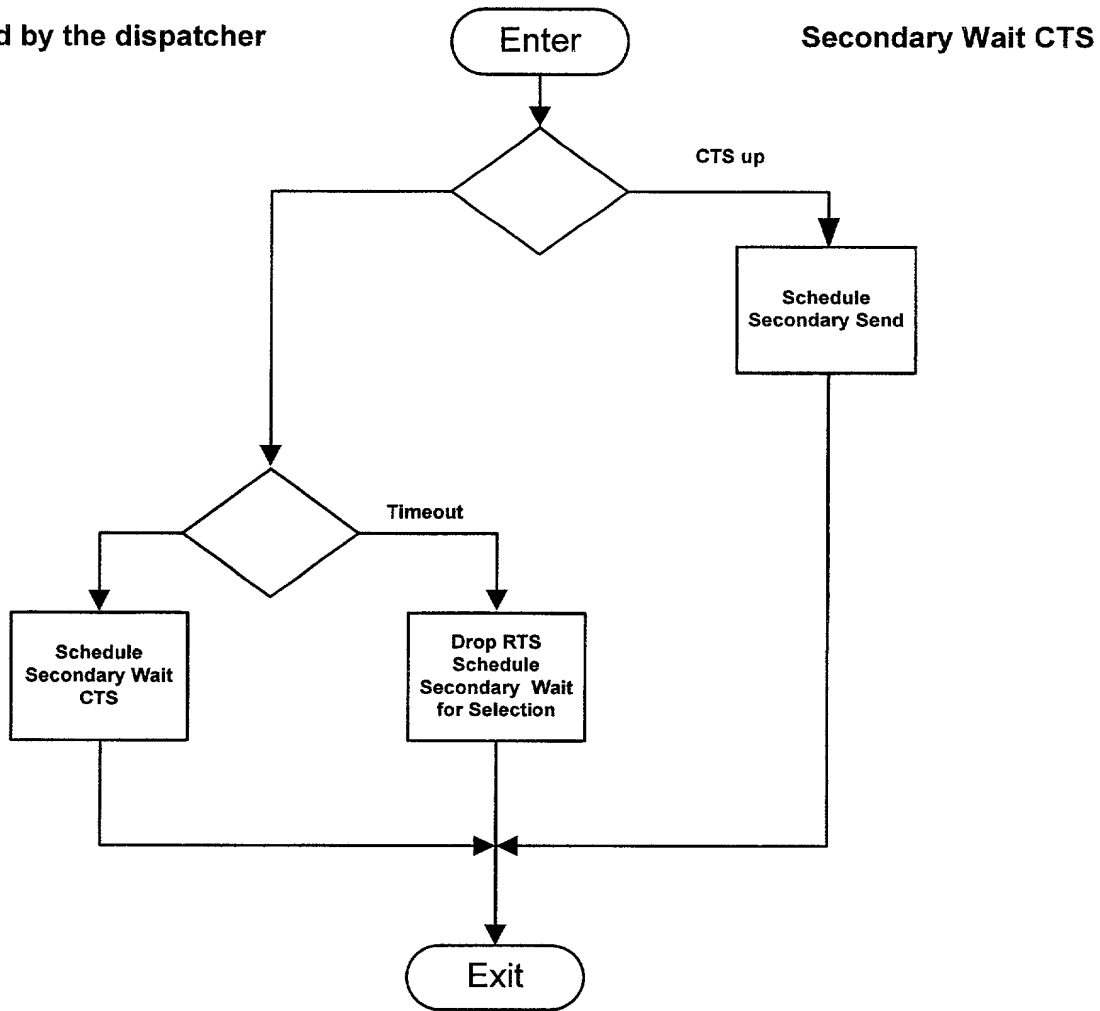 d by the dispatcher
Enter
Secondary Wait CTS
CTS up
Schedule
Secondary Send
Timeout
Schedule
Secondary Wait
CTS
Drop RTS
Schedule
Secondary Wait
for Selection
Exit